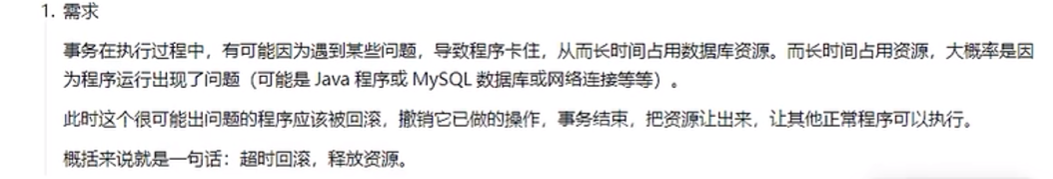 1. 需求
事务在执行过程中，有可能因为遇到某些问题，导致程序卡住，从而长时间占用数据库资源。而长时间占用资源，大概率是因
为程序运行出现了问题（可能是 Java 程序或 MySQL 数据库或网络连接等等）。
此时这个很可能出问题的程序应该被回滚，撤销它已做的操作，事务结束，把资源让出来，让其他正常程序可以执行。
概括来说就是一句话：超时回滚，释放资源。